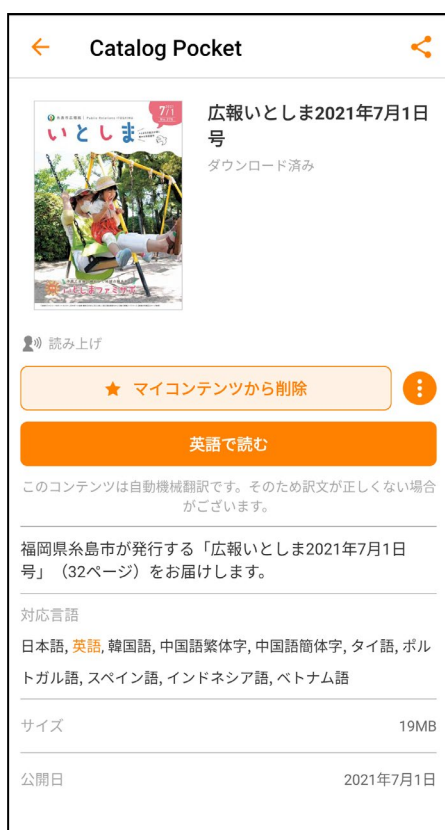 Catalog Pocket
7/1
いとしま
いとしまファミサポ
広報いとしま2021年7月1日
号
ダウンロード済み
読み上げ
マイコンテンツから削除
英語で読む
このコンテンツは自動機械翻訳です。そのため訳文が正しくない場合
がございます。
福岡県糸島市が発行する「広報いとしま2021年7月1日
号」（32ページ）をお届けします。
対応言語
日本語, 英語, 韓国語, 中国語繁体字, 中国語簡体字, タイ語, ポル
トガル語, スペイン語, インドネシア語, ベトナム語
サイズ 19MB
公開日 2021年7月1日